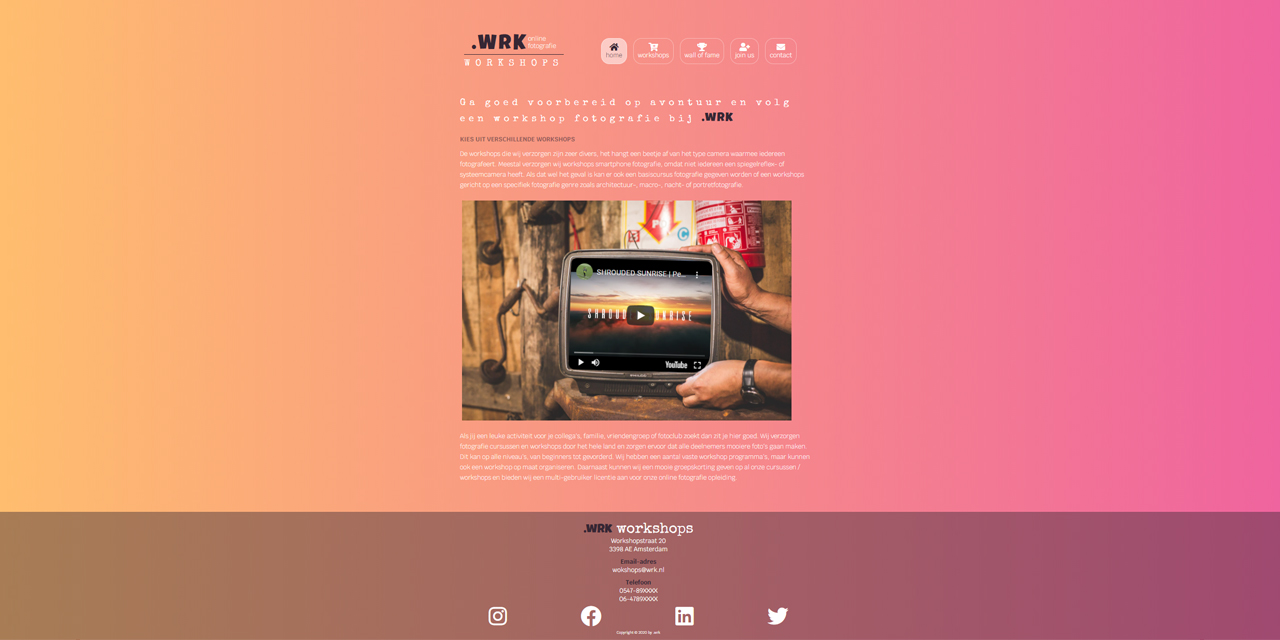 .WRK online
fotografie
WORKSHOPS
home
workshops
wall of fame
join us
contact
Ga goed voorbereid op avontuur en volg
een workshop fotografie bij .WRK
KIES UIT VERSCHILLENDE WORKSHOPS
De workshops die wij verzorgen zijn zeer divers, het hangt een beetje af van het type camera waarmee iedereen
fotografeert. Meestal verzorgen wij workshops smartphone fotografie, omdat niet iedereen een spiegelreflex- of
systeemcamera heeft. Als dat wel het geval is kan er ook een basiscursus fotografie gegeven worden of een workshops
gericht op een specifiek fotografie genre zoals architectuur-, macro-, nacht- of portretfotografie.
SHROUDED SUNRISE | Pe...
YouTube
Als jij een leuke activiteit voor je collega's, familie, vriendengroep of fotoclub zoekt dan zit je hier goed. Wij verzorgen
fotografie cursussen en workshops door het hele land en zorgen ervoor dat alle deelnemers mooiere foto's gaan maken.
Dit kan op alle niveau's, van beginners tot gevorderd. Wij hebben een aantal vaste workshop programma's, maar kunnen
ook een workshop op maat organiseren. Daarnaast kunnen wij een mooie groepskorting geven op al onze cursussen /
workshops en bieden wij een multi-gebruiker licentie aan voor onze online fotografie opleiding.
.WRK workshops
Workshopstraat 20
3398 AE Amsterdam
Email-adres
wokshops@wrk.nl
Telefoon
0547-89XXXX
06-4789XXXX
Copyright © 2020 by .wrk